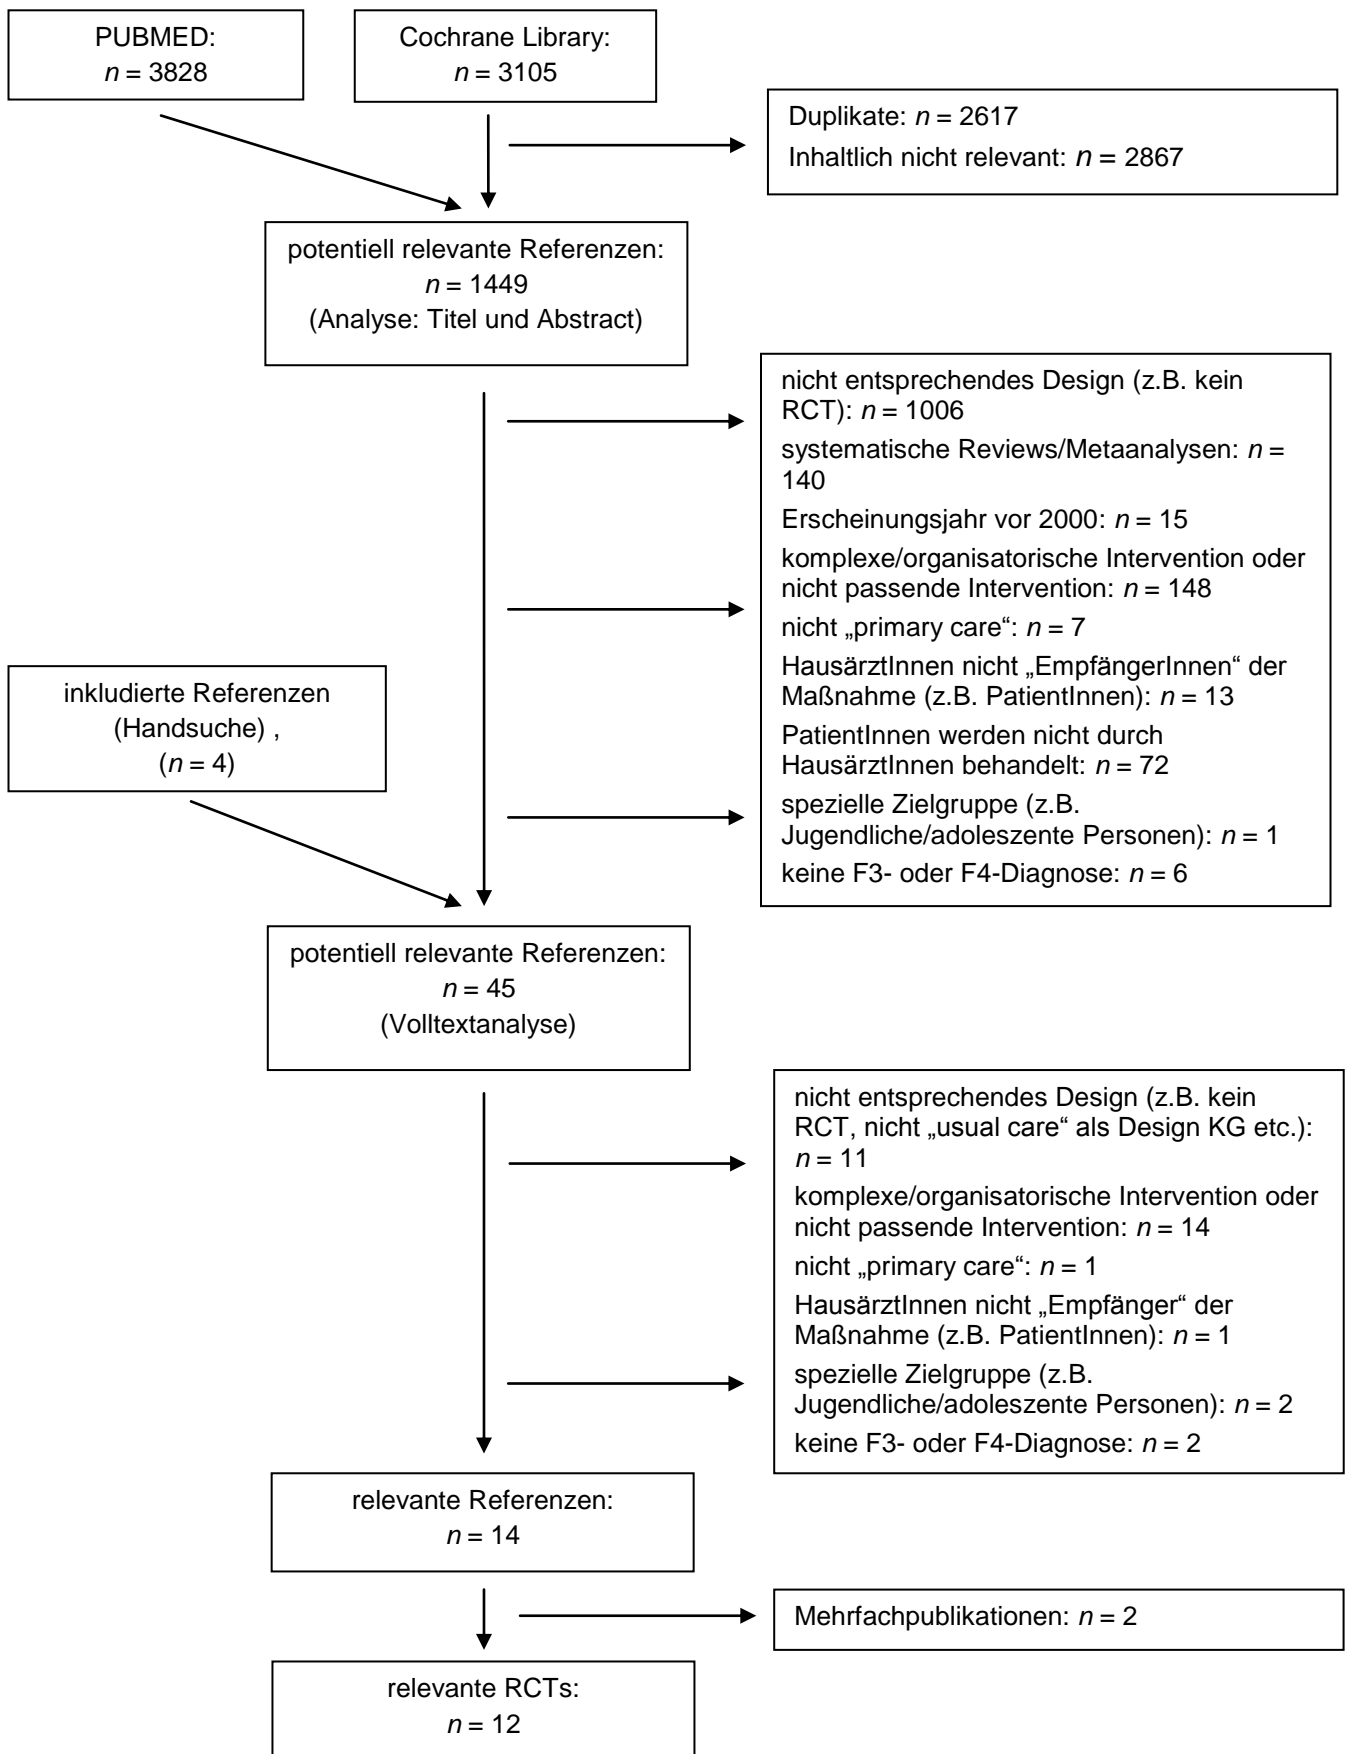 PUBMED:
n = 3828
Cochrane Library:
n = 3105
Duplikate: n = 2617
Inhaltlich nicht relevant: n = 2867
potentiell relevante Referenzen:
n = 1449
(Analyse: Titel und Abstract)
nicht entsprechendes Design (z.B. kein
RCT): n = 1006
systematische Reviews/Metaanalysen: n =
140
Erscheinungsjahr vor 2000: n = 15
komplexe/organisatorische Intervention oder
nicht passende Intervention: n = 148
nicht „primary care“: n = 7
HausärztInnen nicht „EmpfängerInnen“ der
Maßnahme (z.B. PatientInnen): n = 13
PatientInnen werden nicht durch
HausärztInnen behandelt: n = 72
spezielle Zielgruppe (z.B.
Jugendliche/adoleszente Personen): n = 1
keine F3- oder F4-Diagnose: n = 6
inkludierte Referenzen
(Handsuche) ,
(n = 4)
potentiell relevante Referenzen:
n = 45
(Volltextanalyse)
nicht entsprechendes Design (z.B. kein
RCT, nicht „usual care“ als Design KG etc.):
n = 11
komplexe/organisatorische Intervention oder
nicht passende Intervention: n = 14
nicht „primary care“: n = 1
HausärztInnen nicht „Empfänger“ der
Maßnahme (z.B. PatientInnen): n = 1
spezielle Zielgruppe (z.B.
Jugendliche/adoleszente Personen): n = 2
keine F3- oder F4-Diagnose: n = 2
relevante Referenzen:
n = 14
Mehrfachpublikationen: n = 2
relevante RCTs:
n = 12